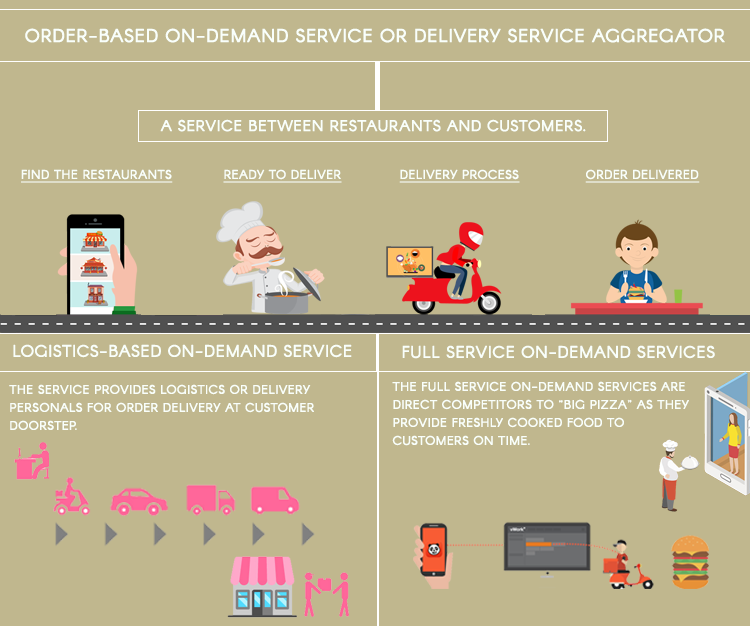 ORDER-BASED ON-DEMAND SERVICE OR DELIVERY SERVICE AGGREGATOR
A SERVICE BETWEEN RESTAURANTS AND CUSTOMERS.
FIND THE RESTAURANTS
READY TO DELIVER
DELIVERY PROCESS
ORDER DELIVERED
LOGISTICS-BASED ON-DEMAND SERVICE
THE SERVICE PROVIDES LOGISTICS OR DELIVERY
PERSONALS FOR ORDER DELIVERY AT CUSTOMER
DOORSTEP.
FULL SERVICE ON-DEMAND SERVICES
THE FULL SERVICE ON-DEMAND SERVICES ARE
DIRECT COMPETITORS TO "BIG PIZZA" AS THEY
PROVIDE FRESHLY COOKED FOOD TO
CUSTOMERS ON TIME.